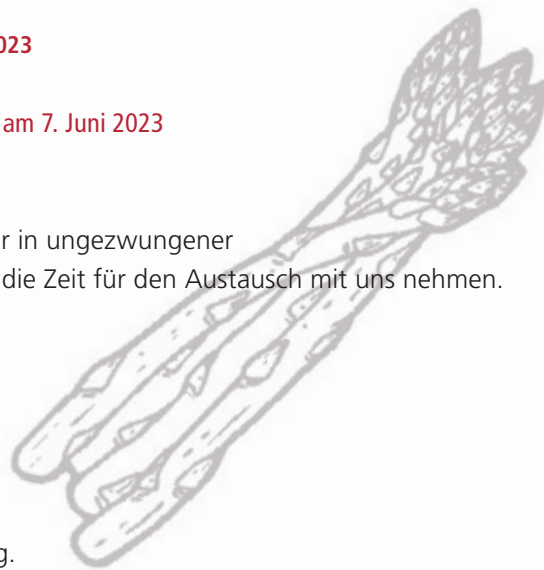 023
am 7. Juni 2023
r in ungezwungener
die Zeit für den Austausch mit uns nehmen.
g.